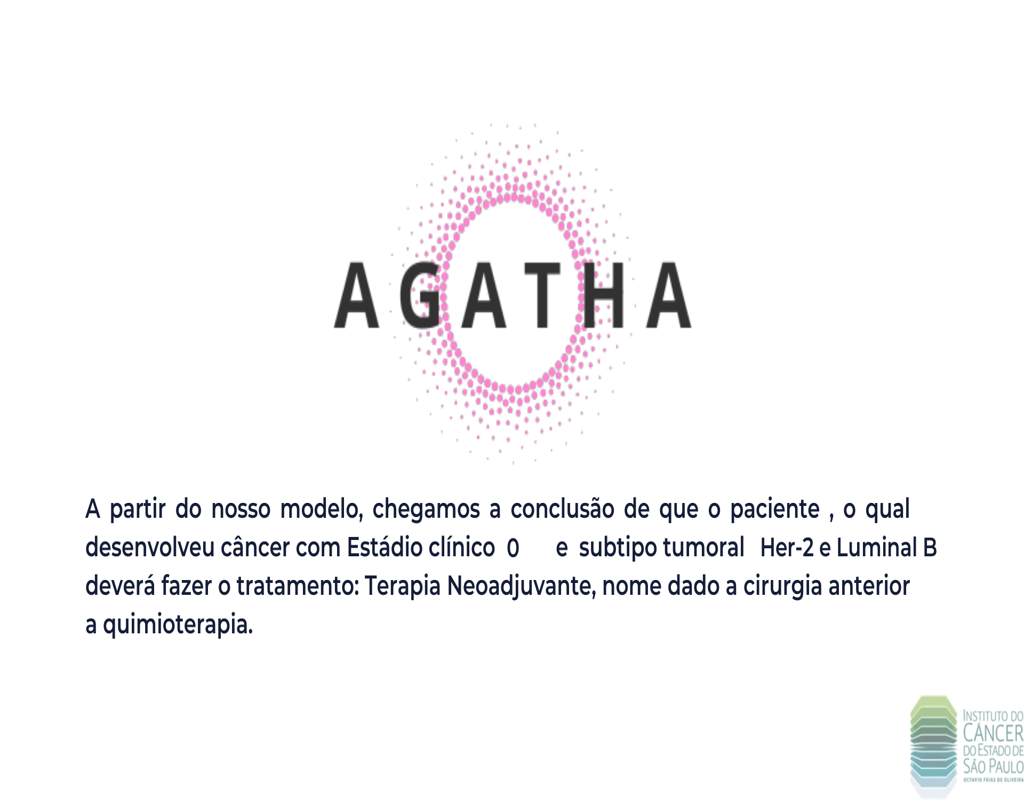 AGATHA
A partir do nosso modelo, chegamos a conclusão de que o paciente , o qual
desenvolveu câncer com Estádio clínico 0 e subtipo tumoral Her-2 e Luminal B
deverá fazer o tratamento: Terapia Neoadjuvante, nome dado a cirurgia anterior
a quimioterapia.
INSTITUTO DO
CÂNCER
DO ESTADO DE
SÃO PAULO
OCTAVIO FRIAS DE OLIVEIRA